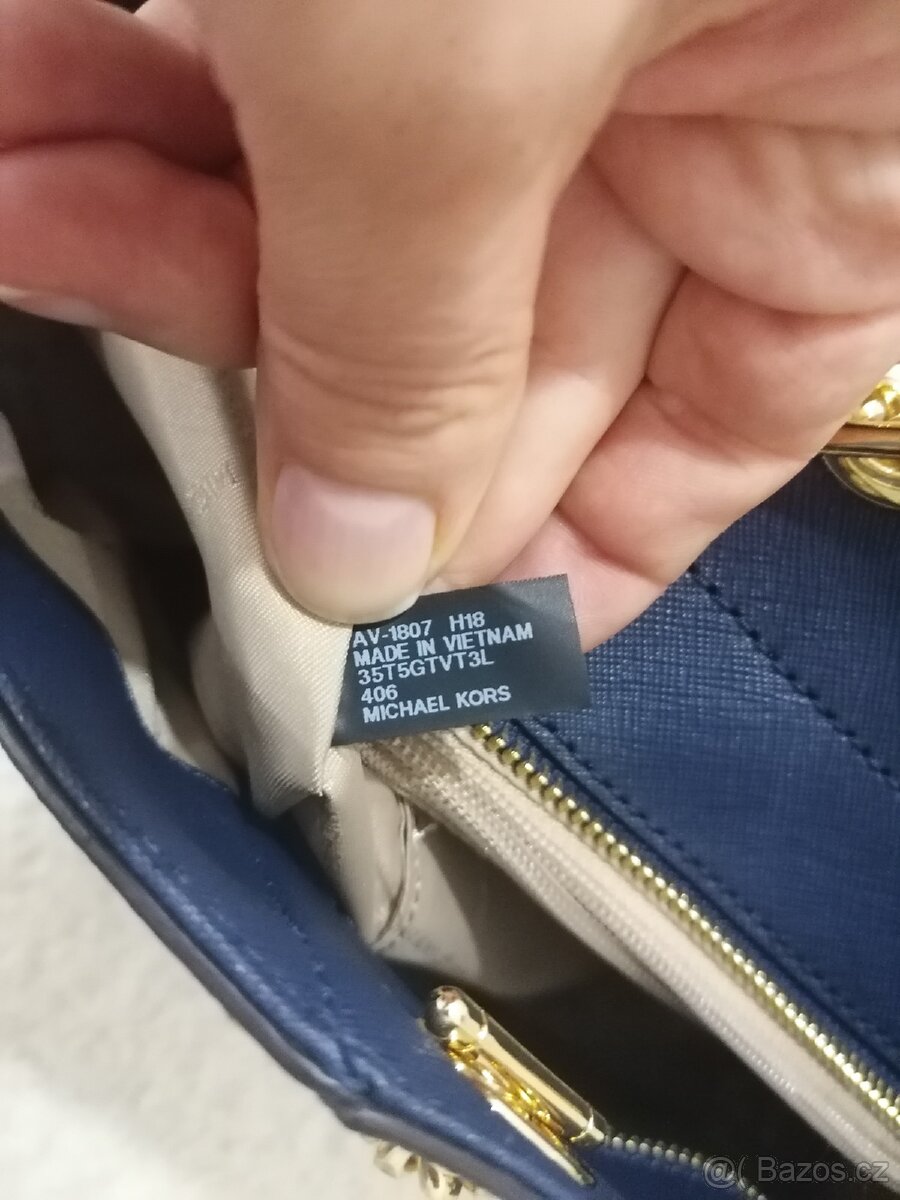 AV-1807 H18
MADE IN VIETNAM
35T5GTVT3L
406
MICHAEL KORS
@( Bazos.cz